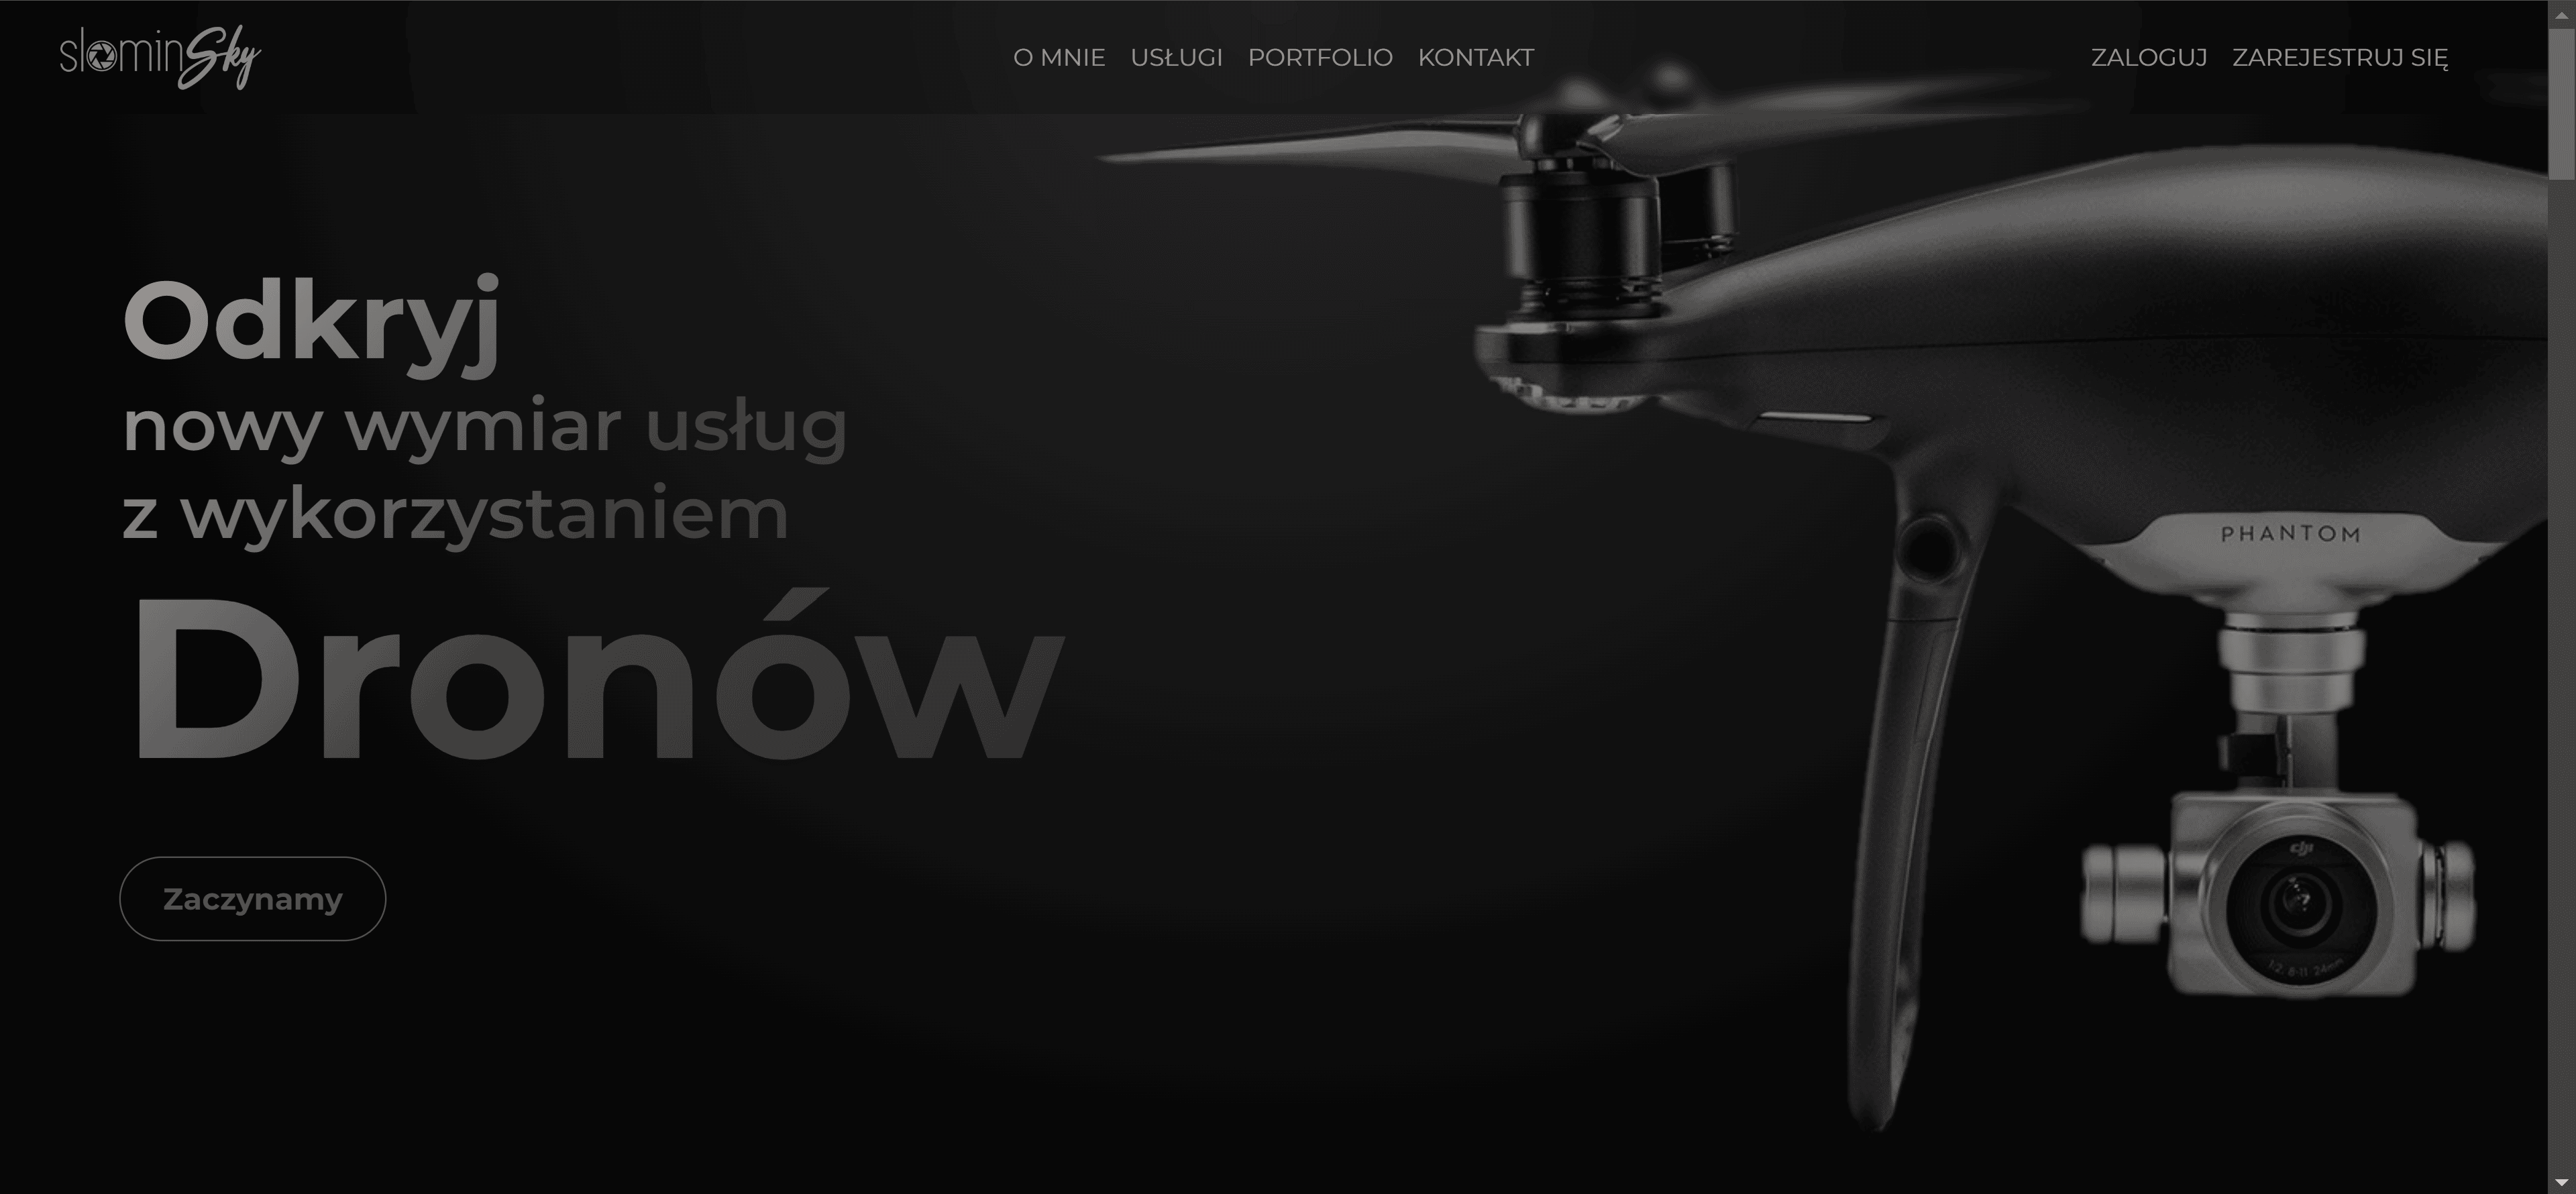 slominSky
O MNIE USŁUGI PORTFOLIO KONTAKT
ZALOGUJ ZAREJESTRUJ SIĘ
Odkryj
nowy wymiar usług
z wykorzystaniem
Dronów
Zaczynamy
PHANTOM
dji